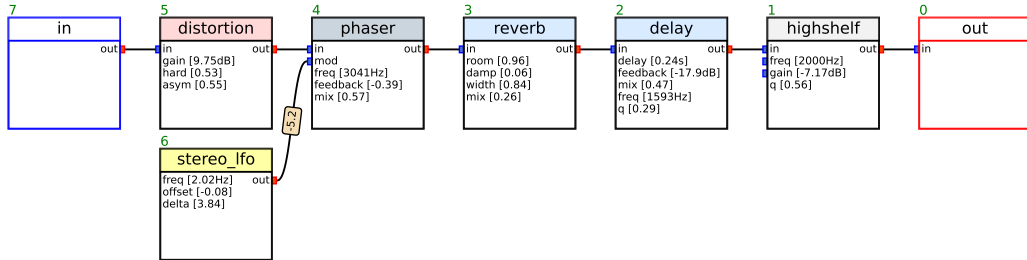 7
in
out
5
distortion
in
out
gain [9.75dB]
hard [0.53]
asym [0.55]
4
phaser
in
out
mod
freq [3041Hz]
feedback [-0.39]
mix [0.57]
3
reverb
in
out
room [0.96]
damp [0.06]
width [0.84]
mix [0.26]
2
delay
in
out
delay [0.24s]
feedback [-17.9dB]
mix [0.47]
freq [1593Hz]
q [0.29]
1
highshelf
in
out
freq [2000Hz]
gain [-7.17dB]
q [0.56]
0
out
in
-5.2
6
stereo_lfo
freq [2.02Hz]
out
offset [-0.08]
delta [3.84]